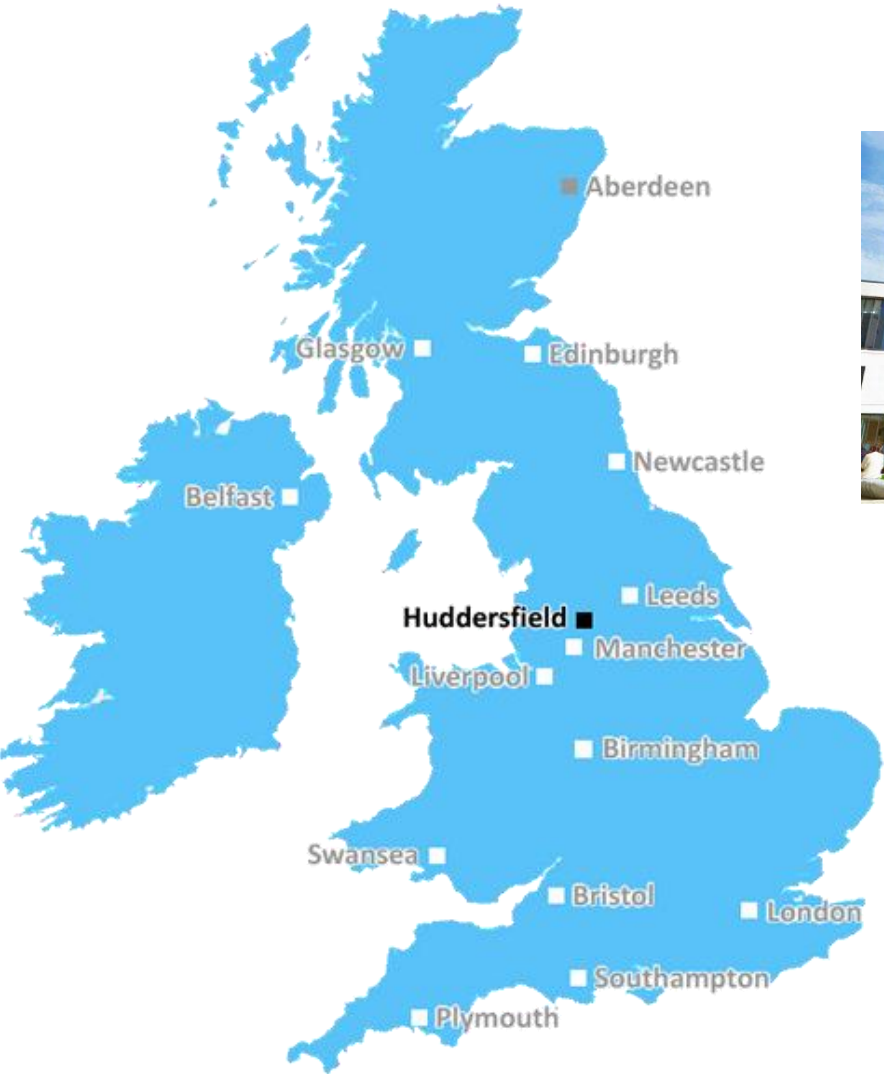 Aberdeen
Glasgow
Edinburgh
Newcastle
Belfast
Leeds
Huddersfield
Manchester
Liverpool
Birmingham
Swansea
Bristol
London
Southampton
Plymouth